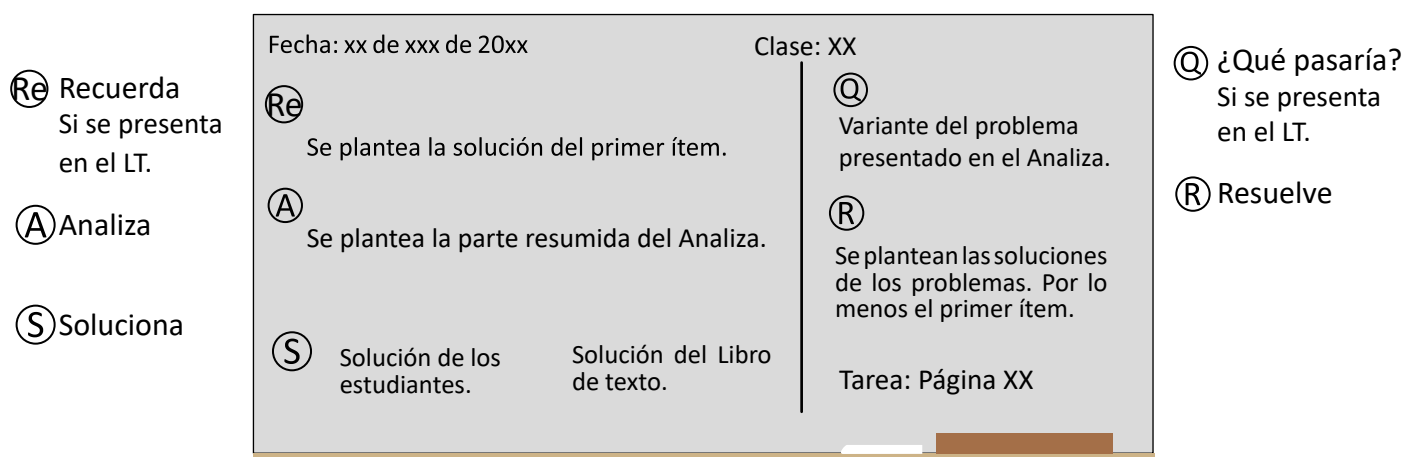 Re Recuerda
Si se presenta
en el LT.
A Analiza
S Soluciona
Fecha: xx de xxx de 20xx
Clase: XX
Re
Se plantea la solución del primer ítem.
A
Se plantea la parte resumida del Analiza.
S
Solución de los
estudiantes.
Solución del Libro
de texto.
Q
Variante del problema
presentado en el Analiza.
R
Se plantean las soluciones
de los problemas. Por lo
menos el primer ítem.
Tarea: Página XX
Q ¿Qué pasaría?
Si se presenta
en el LT.
R Resuelve